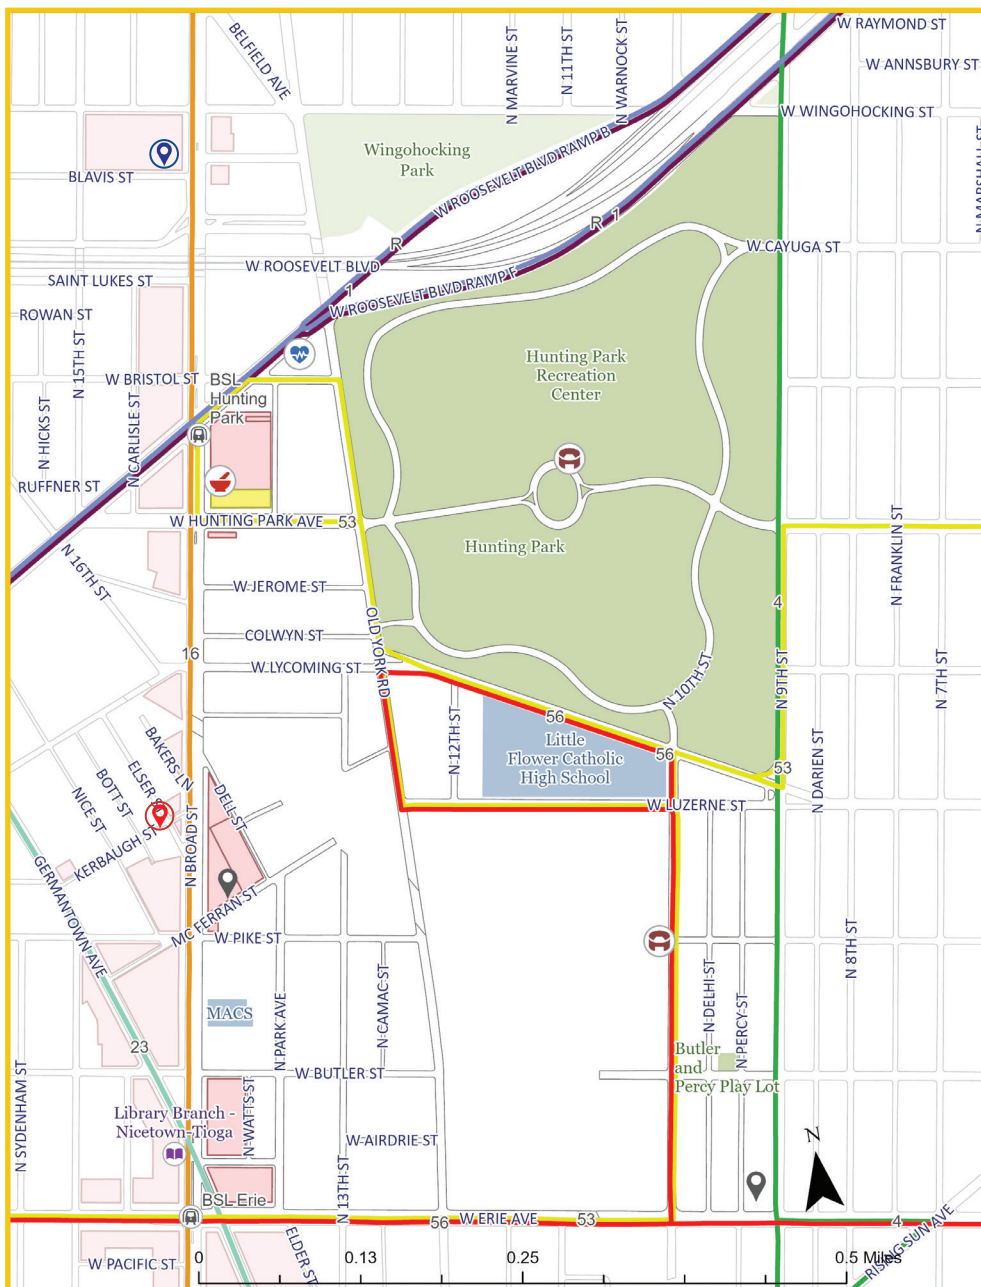 W RAYMOND ST
BELFIELD AVE
N MARVINE ST
N 11TH ST
N WARNOCK ST
W ANNSBURY ST
W WINGOHOCKING ST
Wingohocking
Park
W ROOSEVELT BLVD RAMP B
BLAVIS ST
N MARSHALL ST
R
1
R
W CAYUGA ST
W ROOSEVELT BLVD
SAINT LUKES ST
1
W ROOSEVELT BLVD RAMP F
ROWAN ST
N 15TH ST
Hunting Park
Recreation
Center
W BRISTOL ST
BSL
Hunting
Park
N HICKS ST
N CARLISLE ST
RUFFNER ST
W HUNTING PARK AVE
53
N FRANKLIN ST
Hunting Park
N 16TH ST
W JEROME ST
4
OLD YORK RD
COLWYN ST
16
W LYCOMING ST
N 10TH ST
N 9TH ST
N 7TH ST
56
N 12TH ST
Little
Flower Catholic
High School
56
53
BAKERS LN
ELSER ST
BOTT ST
NICE ST
DELL ST
N DARIEN ST
W LUZERNE ST
KERBAUGH ST
N BROAD ST
GERMANTOWN AVE
MC FERRAN ST
W PIKE ST
N 8TH ST
N DELHI ST
N PERCY ST
N CAMAC ST
N PARK AVE
MACS
23
Butler
and
Percy Play Lot
W BUTLER ST
N SYDENHAM ST
N WATTS ST
Library Branch -
Nicetown-Tioga
W AIRDRIE ST
N
N 13TH ST
BSL Erie
56
W ERIE AVE
53
4
RISING SUN AVE
ELDER ST
W PACIFIC ST
0
0.13
0.25
0.5 Miles